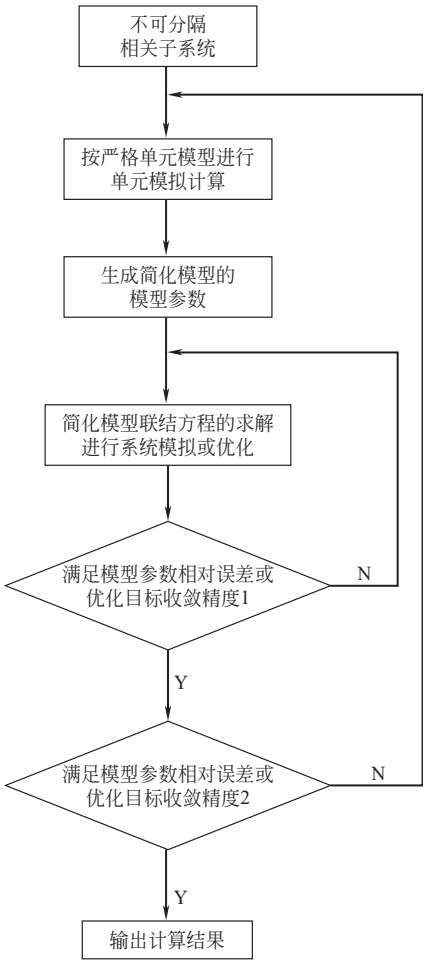 不可分隔
相关子系统
按严格单元模型进行
单元模拟计算
生成简化模型的
模型参数
简化模型联结方程的求解
进行系统模拟或优化
满足模型参数相对误差或
优化目标收敛精度1
N
Y
满足模型参数相对误差或
优化目标收敛精度2
N
Y
输出计算结果